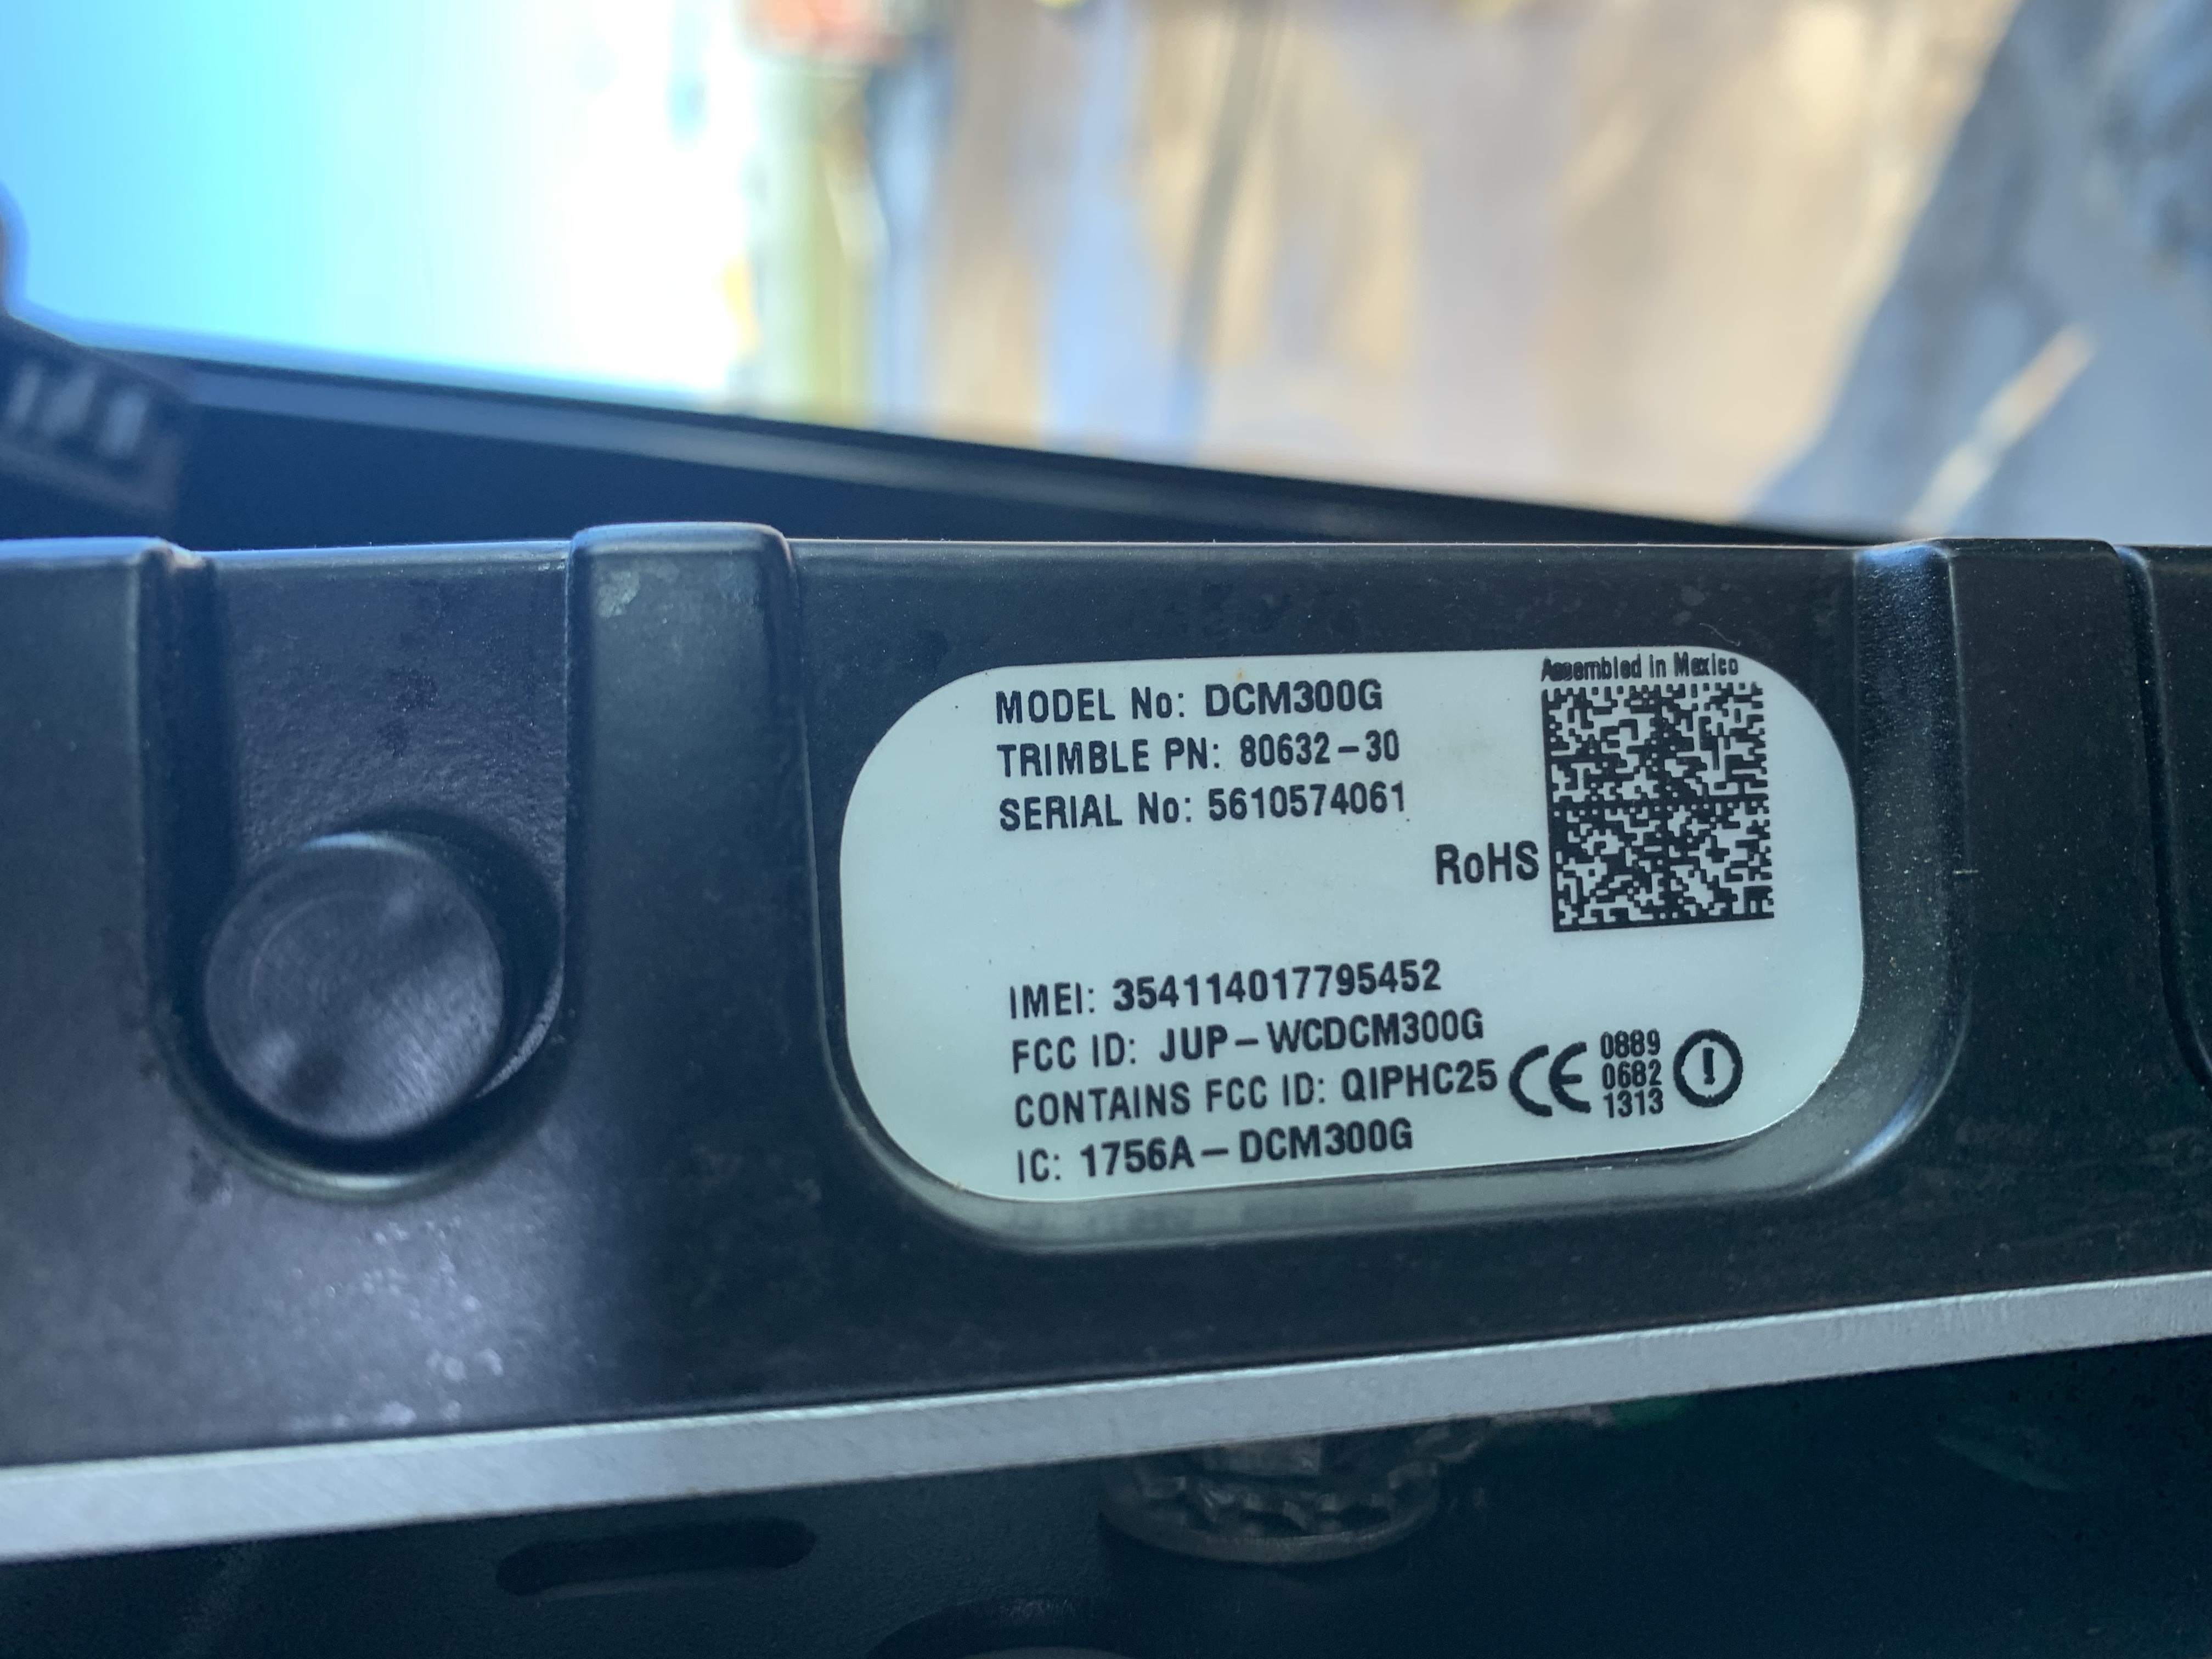 Assembled in Mexico
MODEL No: DCM300G
TRIMBLE PN: 80632-30
SERIAL No: 5610574061
RoHS
IMEI: 354114017795452
FCC ID: JUP-WCDCM300G
CONTAINS FCC ID: QIPHC25
IC: 1756A-DCM300G
CE
0889
0682
1313